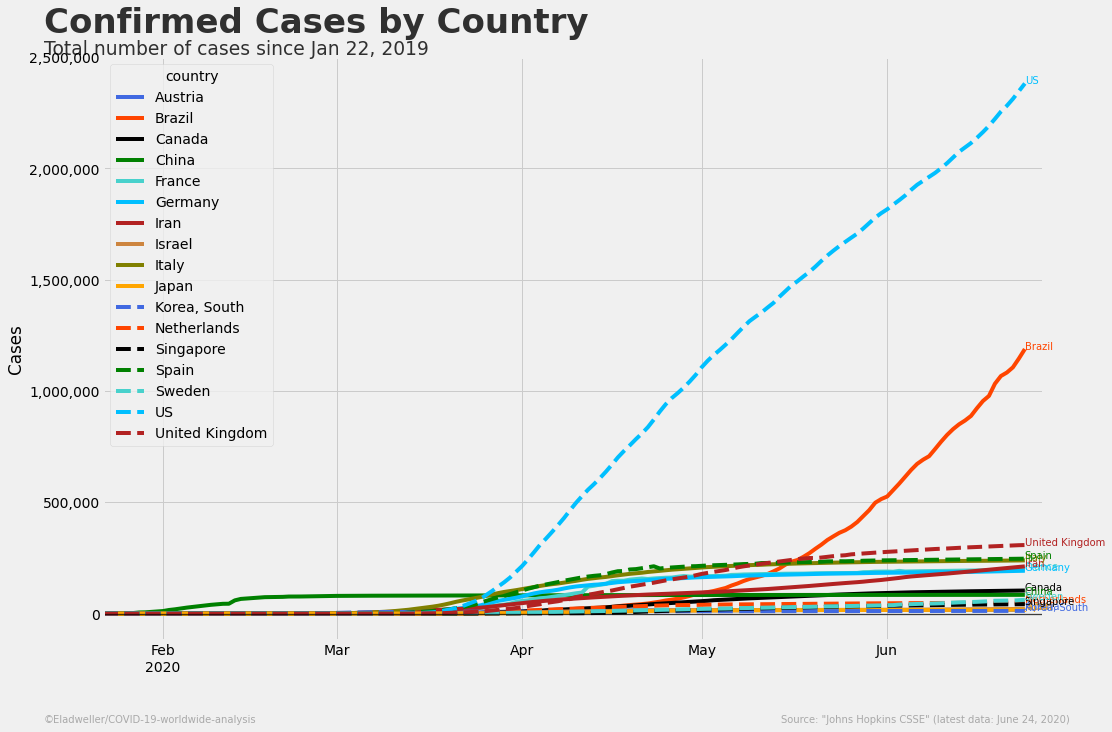 Confirmed Cases by Country
Total number of cases since Jan 22, 2019
2,500,000
2,000,000
1,500,000
1,000,000
500,000
0
Cases
country
Austria
Brazil
Canada
China
France
Germany
Iran
Israel
Italy
Japan
Korea, South
Netherlands
Singapore
Spain
Sweden
US
United Kingdom
US
Brazil
United Kingdom
Spain
Iran
Germany
Canada
China
Singapore
Feb
2020
Mar
Apr
May
Jun
©Eladweller/COVID-19-worldwide-analysis
Source: "Johns Hopkins CSSE" (latest data: June 24, 2020)